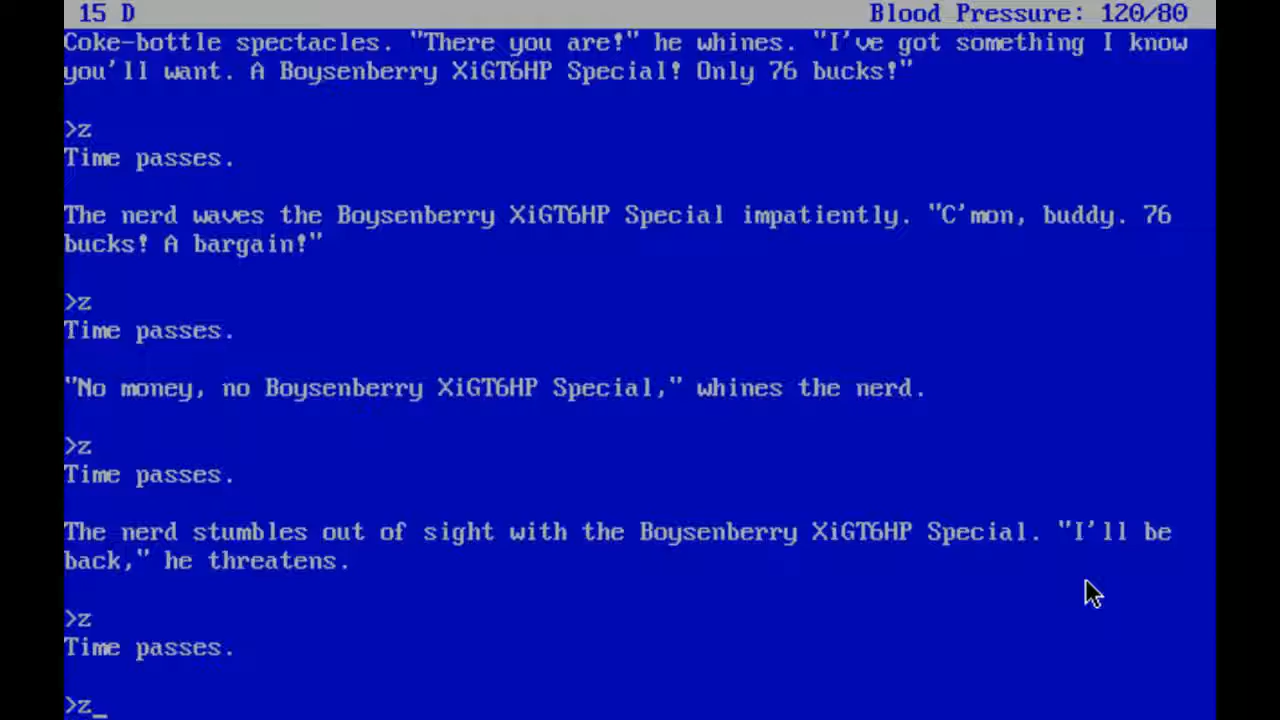 15 D Blood Pressure: 120/80
Coke-bottle spectacles. "There you are!" he whines. "I've got something I know
you'll want. A Boysenberry XiGT6HP Special! Only 76 bucks!"
>z
Time passes.
The nerd waves the Boysenberry XiGT6HP Special impatiently. "C'mon, buddy. 76
bucks! A bargain!"
>z
Time passes.
"No money, no Boysenberry XiGT6HP Special," whines the nerd.
>z
Time passes.
The nerd stumbles out of sight with the Boysenberry XiGT6HP Special. "I'll be
back," he threatens.
>z
Time passes.
>z_